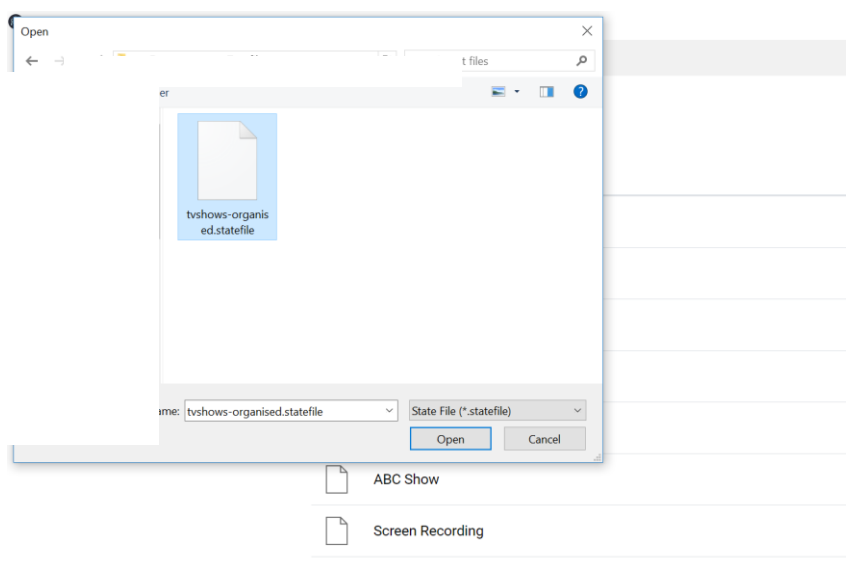 Open
t files
er
tvshows-organis
ed.statefile
ame: tvshows-organised.statefile State File (*.statefile)
Open Cancel
ABC Show
Screen Recording